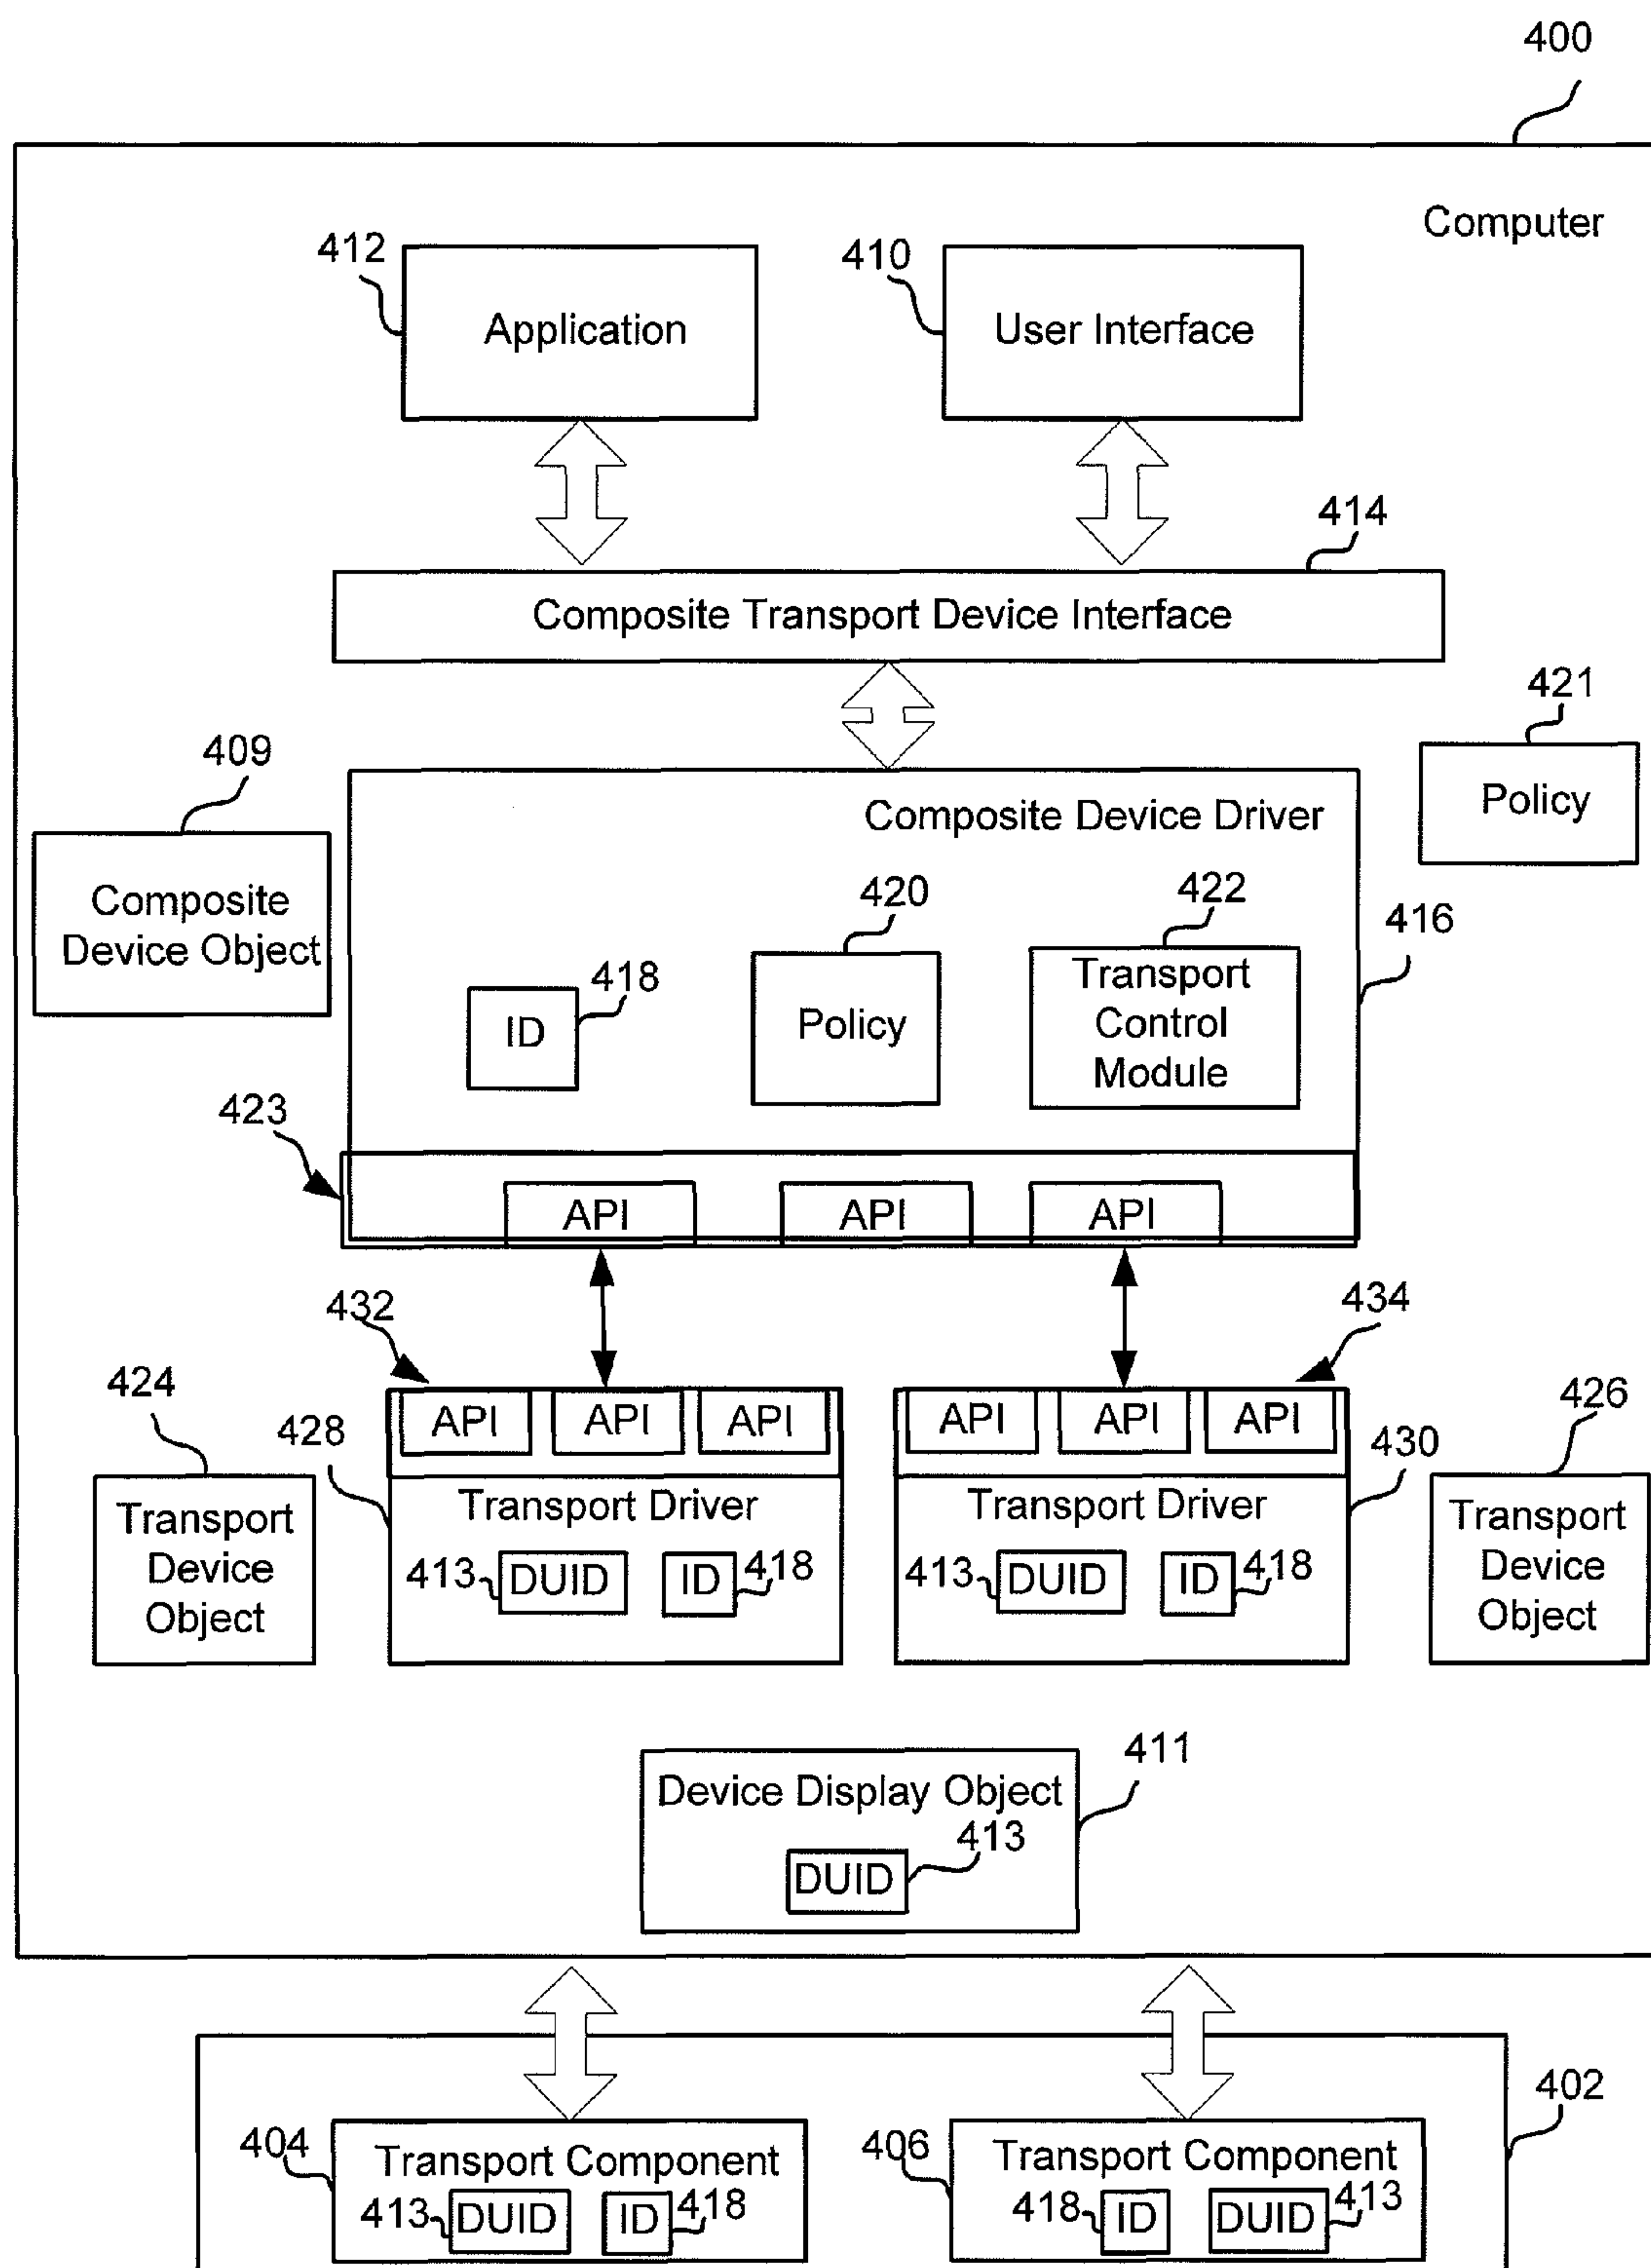 400
Computer
412
Application
410
User Interface
414
Composite Transport Device Interface
421
Policy
409
Composite
Device Object
Composite Device Driver
416
418
ID
420
Policy
422
Transport
Control
Module
423
API API API
432
434
424
Transport
Device
Object
428
API API API
Transport Driver
413 DUID ID 418
API API API
Transport Driver
413 DUID ID 418
430
426
Transport
Device
Object
411
Device Display Object
413
DUID
402
404
Transport Component
413 DUID ID 418
406
Transport Component
418 ID DUID 413